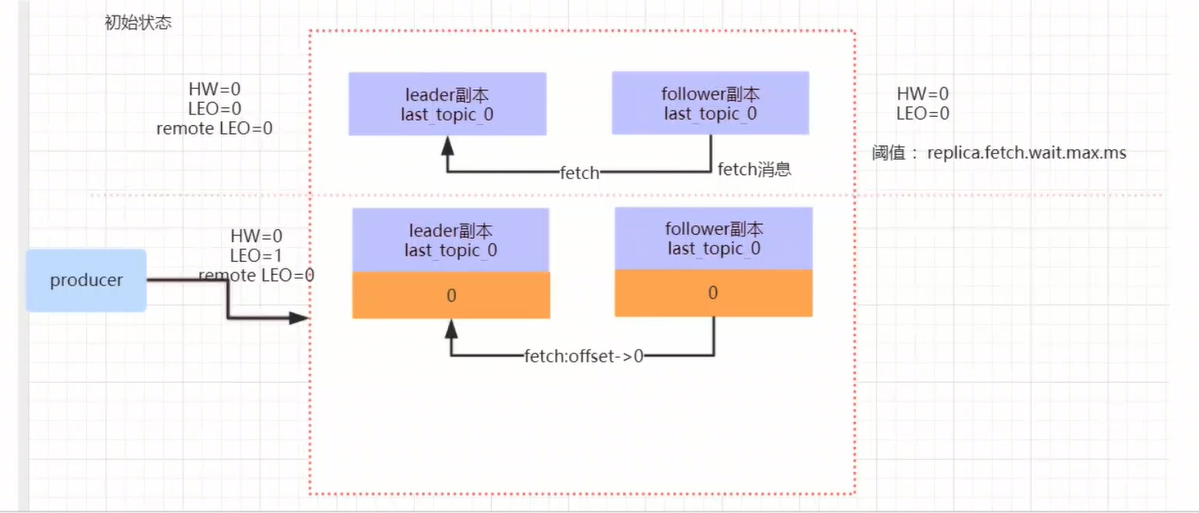 初始状态
HW=0
LEO=0
remote LEO=0
leader副本
last_topic_0
follower副本
last_topic_0
HW=0
LEO=0
阈值： replica.fetch.wait.max.ms
fetch
fetch消息
producer
HW=0
LEO=1
remote LEO=0
leader副本
last_topic_0
0
follower副本
last_topic_0
0
fetch:offset->0